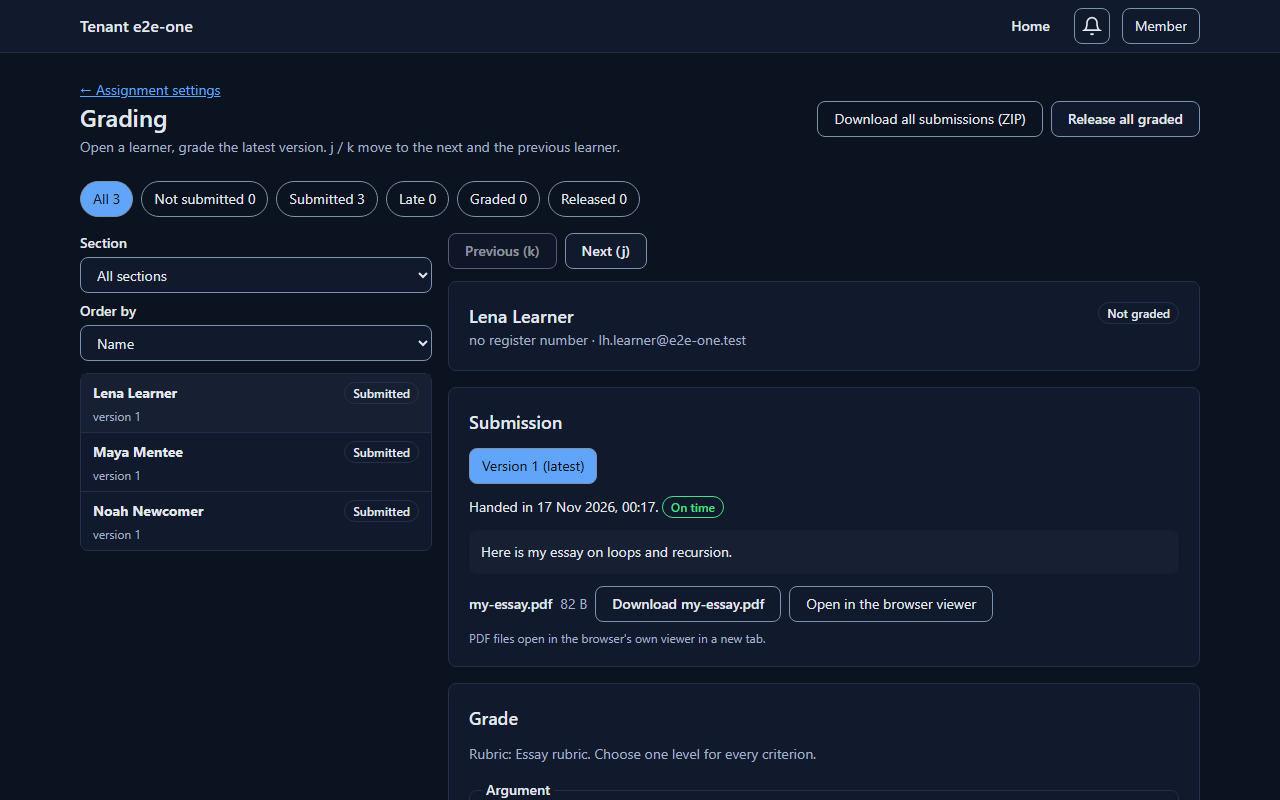 Tenant e2e-one
Home
Member
← Assignment settings
Grading
Open a learner, grade the latest version. j / k move to the next and the previous learner.
Download all submissions (ZIP)
Release all graded
All 3
Not submitted 0
Submitted 3
Late 0
Graded 0
Released 0
Section
All sections
Order by
Name
Lena Learner
Submitted
version 1
Maya Mentee
Submitted
version 1
Noah Newcomer
Submitted
version 1
Previous (k)
Next (j)
Lena Learner
Not graded
no register number · lh.learner@e2e-one.test
Submission
Version 1 (latest)
Handed in 17 Nov 2026, 00:17. On time
Here is my essay on loops and recursion.
my-essay.pdf 82 B Download my-essay.pdf Open in the browser viewer
PDF files open in the browser's own viewer in a new tab.
Grade
Rubric: Essay rubric. Choose one level for every criterion.
Argument